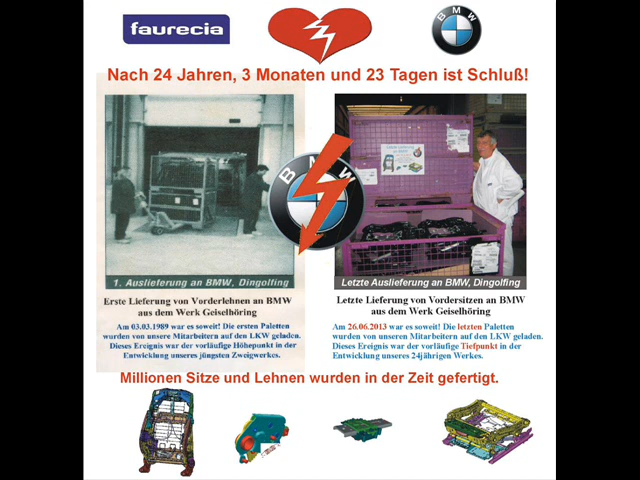 faurecia
BMW
Nach 24 Jahren, 3 Monaten und 23 Tagen ist Schluß!
BMW
1. Auslieferung an BMW, Dingolfing
Erste Lieferung von Vorderlehnen an BMW
aus dem Werk Geiselhöring
Am 03.03.1989 war es soweit! Die ersten Paletten
wurden von unsere Mitarbeitern auf den LKW geladen.
Dieses Ereignis war der vorläufige Höhepunkt in der
Entwicklung unseres jüngsten Zweigwerkes.
Letzte Auslieferung an BMW, Dingolfing
Letzte Lieferung von Vordersitzen an BMW
aus dem Werk Geiselhöring
Am 26.06.2013 war es soweit! Die letzten Paletten
wurden von unseren Mitarbeitern auf den LKW geladen.
Dieses Ereignis war der vorläufige Tiefpunkt in der
Entwicklung unseres 24jährigen Werkes.
Millionen Sitze und Lehnen wurden in der Zeit gefertigt.